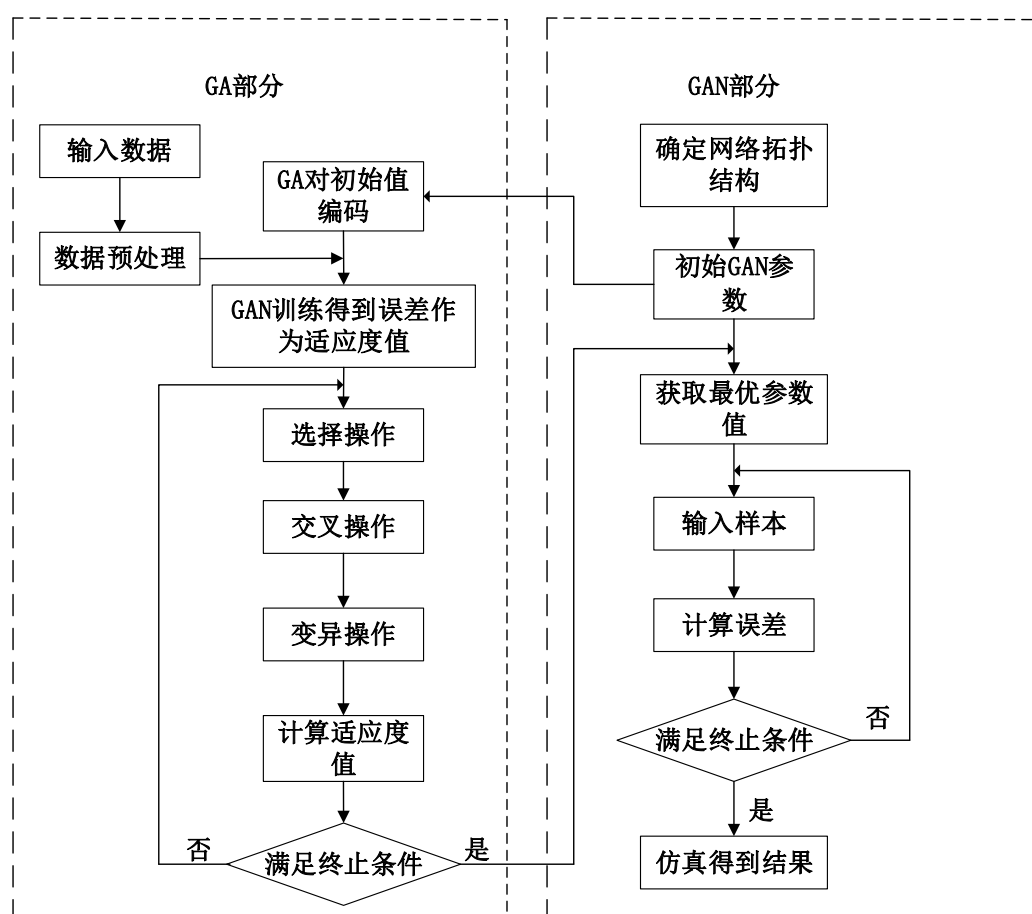 GA部分
输入数据
数据预处理
GA对初始值
编码
GAN训练得到误差作
为适应度值
选择操作
交叉操作
变异操作
计算适应度
值
满足终止条件
否
是
GAN部分
确定网络拓扑
结构
初始GAN参
数
获取最优参数
值
输入样本
计算误差
满足终止条件
否
是
仿真得到结果